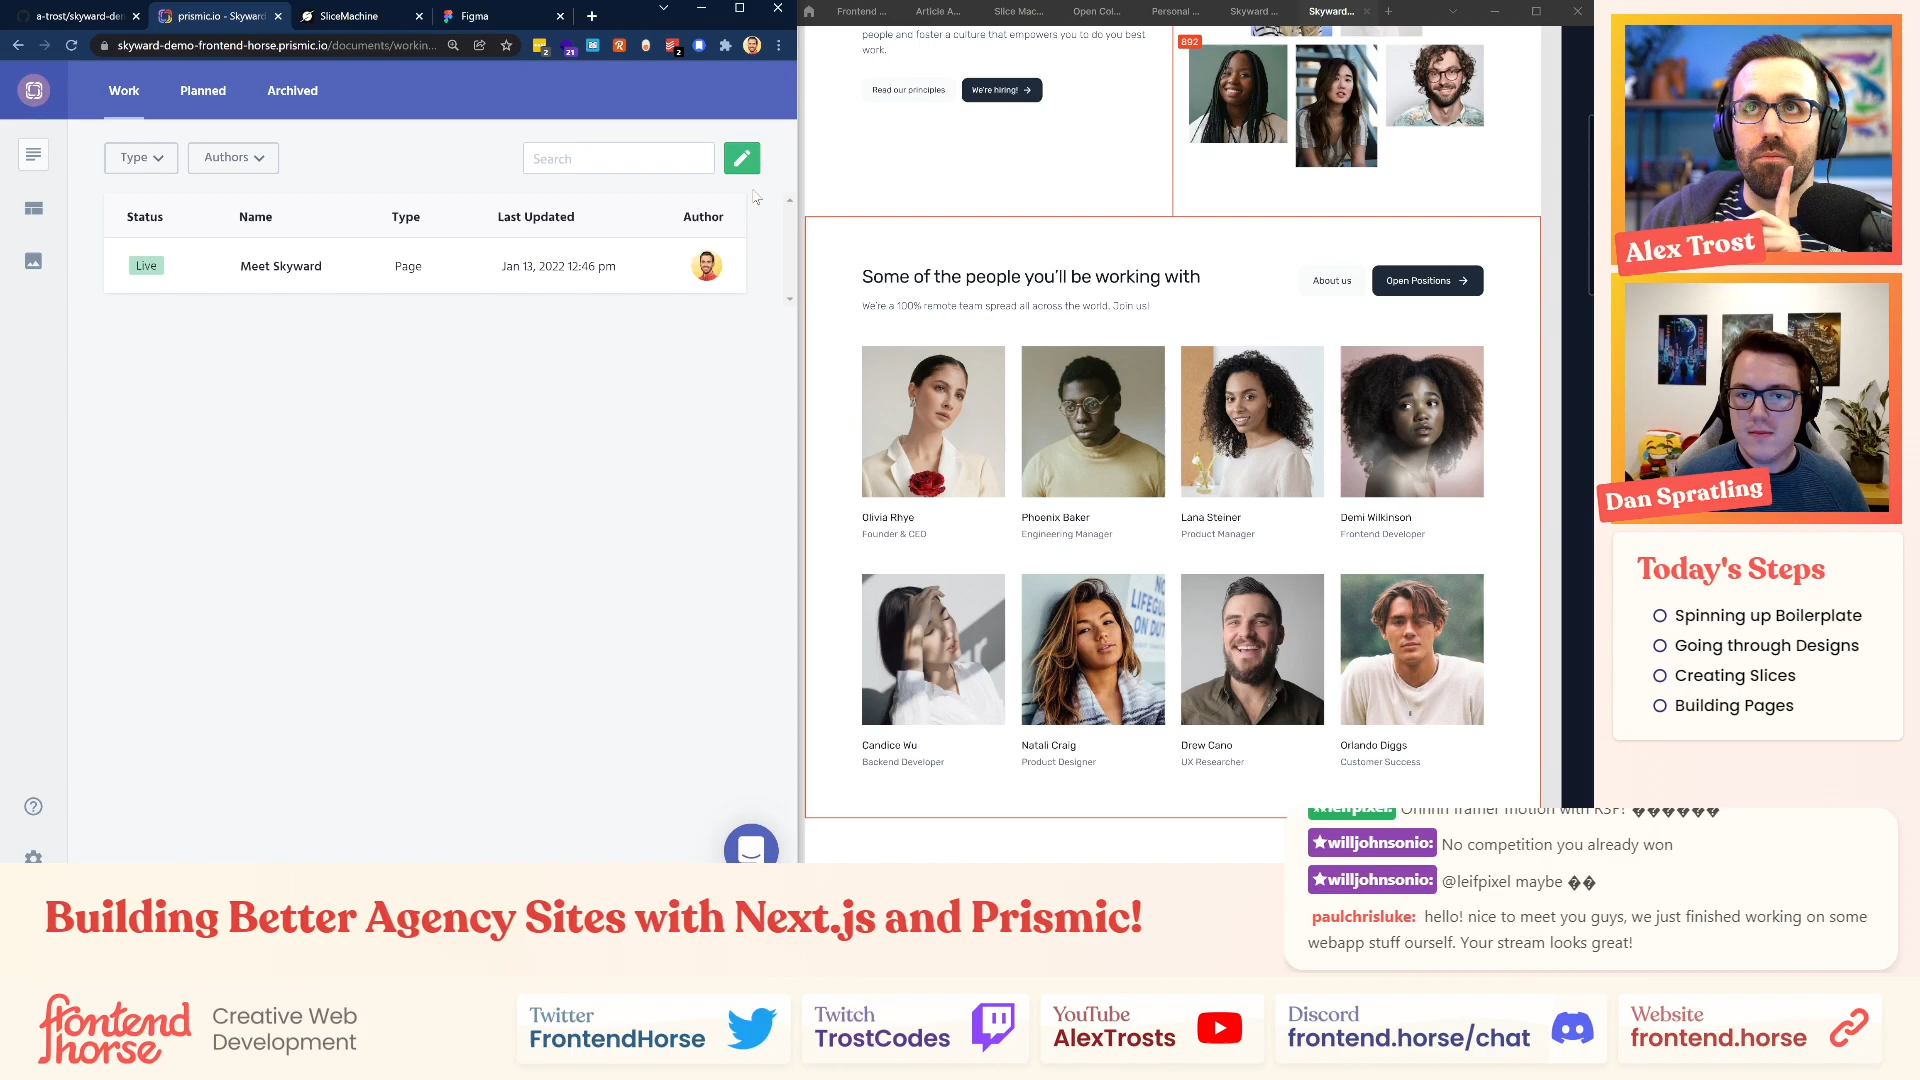 a-trost/skyward-den
prismic.io - Skyward
SliceMachine
Figma
skyward-demo-frontend-horse.prismic.io/documents/workin...
2
21
2
Work
Planned
Archived
Type
Authors
Search
Status
Name
Type
Last Updated
Author
Live
Meet Skyward
Page
Jan 13, 2022 12:46 pm
Frontend ...
Article A...
Slice Mac...
Open Col...
Personal ...
Skyward ...
Skyward...
people and foster a culture that empowers you to do you best
work.
Read our principles
We're hiring!
892
Some of the people you'll be working with
We're a 100% remote team spread all across the world. Join us!
About us
Open Positions
Olivia Rhye
Founder & CEO
Phoenix Baker
Engineering Manager
Lana Steiner
Product Manager
Demi Wilkinson
Frontend Developer
Candice Wu
Backend Developer
Natali Craig
Product Designer
Drew Cano
UX Researcher
Orlando Diggs
Customer Success
Alex Trost
Dan Spratling
Today's Steps
Spinning up Boilerplate
Going through Designs
Creating Slices
Building Pages
framer motion with R3F! ������
★willjohnsonio: No competition you already won
★willjohnsonio: @leifpixel maybe ��
paulchrisluke: hello! nice to meet you guys, we just finished working on some
webapp stuff ourself. Your stream looks great!
Building Better Agency Sites with Next.js and Prismic!
frontend
horse
Creative Web
Development
Twitter
FrontendHorse
Twitch
TrostCodes
YouTube
AlexTrosts
Discord
frontend.horse/chat
Website
frontend.horse